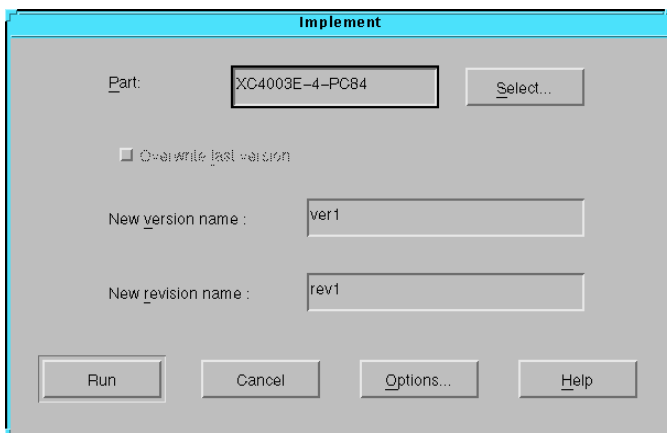 Implement
Part: XC4003E-4-PC84 Select...
Overwrite last version
New version name : ver1
New revision name : rev1
Run Cancel Options... Help